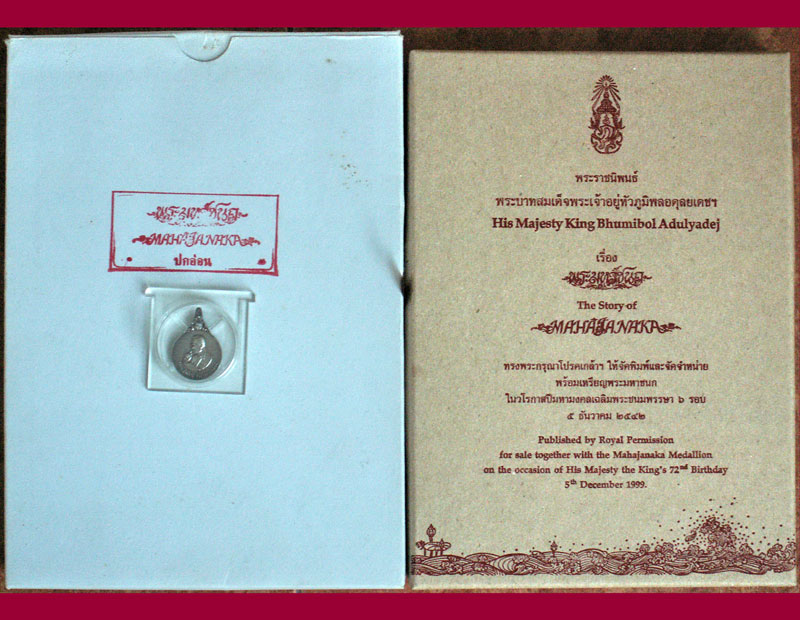 พระมหาชนก
MAHAJANAKA
ปกอ่อน
พระราชนิพนธ์
พระบาทสมเด็จพระเจ้าอยู่หัวภูมิพลอดุลยเดชฯ
His Majesty King Bhumibol Adulyadej
เรื่อง
พระมหาชนก
The Story of
MAHAJANAKA
ทรงพระกรุณาโปรดเกล้าฯ ให้จัดพิมพ์และจัดจำหน่าย
พร้อมเหรียญพระมหาชนก
ในวโรกาสปีมหามงคลเฉลิมพระชนมพรรษา ๖ รอบ
๕ ธันวาคม ๒๕๔๒
Published by Royal Permission
for sale together with the Mahajanaka Medallion
on the occasion of His Majesty the King's 72nd Birthday
5th December 1999.